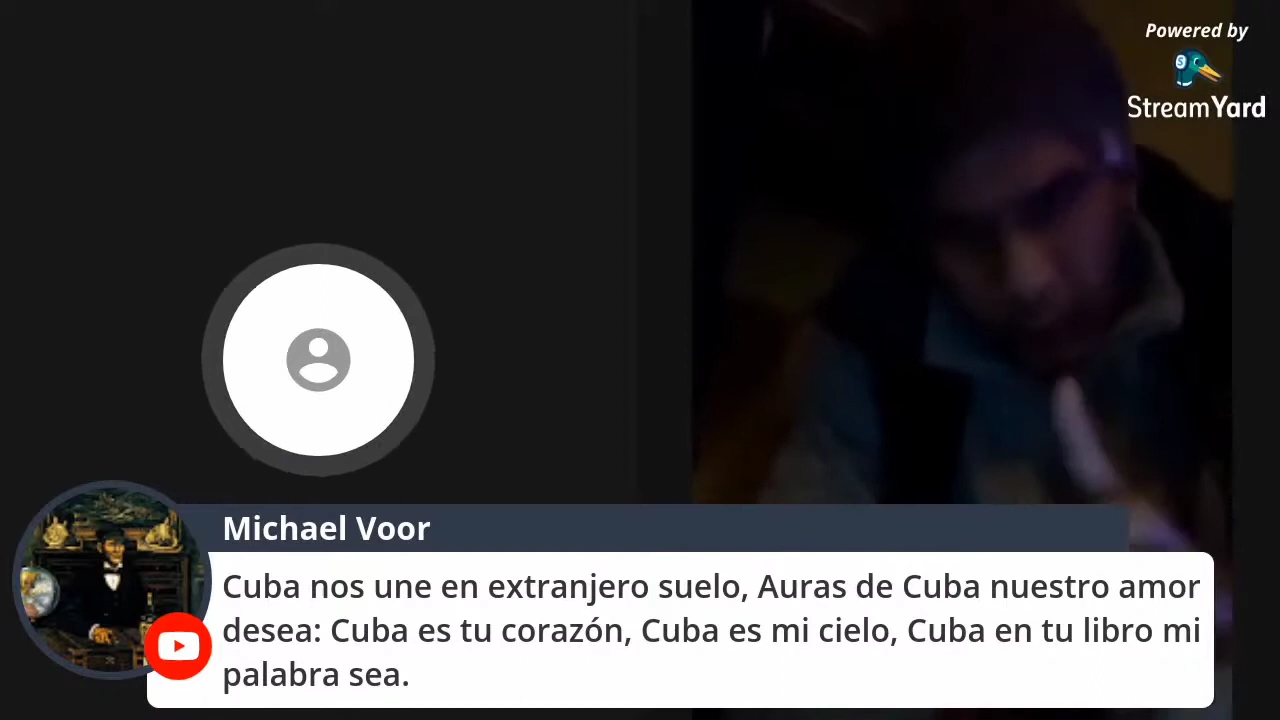 Powered by
StreamYard
Michael Voor
Cuba nos une en extranjero suelo, Auras de Cuba nuestro amor
desea: Cuba es tu corazón, Cuba es mi cielo, Cuba en tu libro mi
palabra sea.